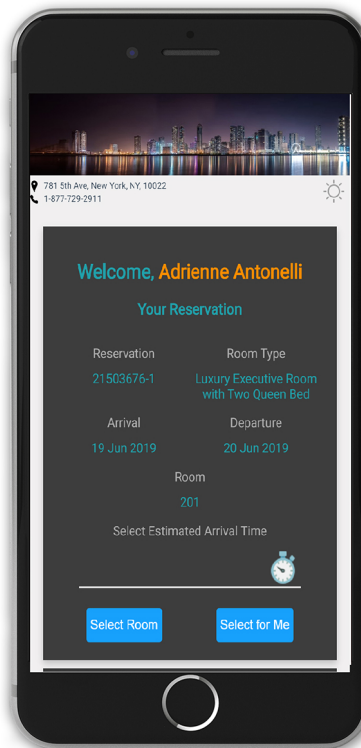 781 5th Ave, New York, NY, 10022
1-877-729-2911
Welcome, Adrienne Antonelli
Your Reservation
Reservation
Room Type
21503676-1
Luxury Executive Room
with Two Queen Bed
Arrival
Departure
19 Jun 2019
20 Jun 2019
Room
201
Select Estimated Arrival Time
Select Room
Select for Me